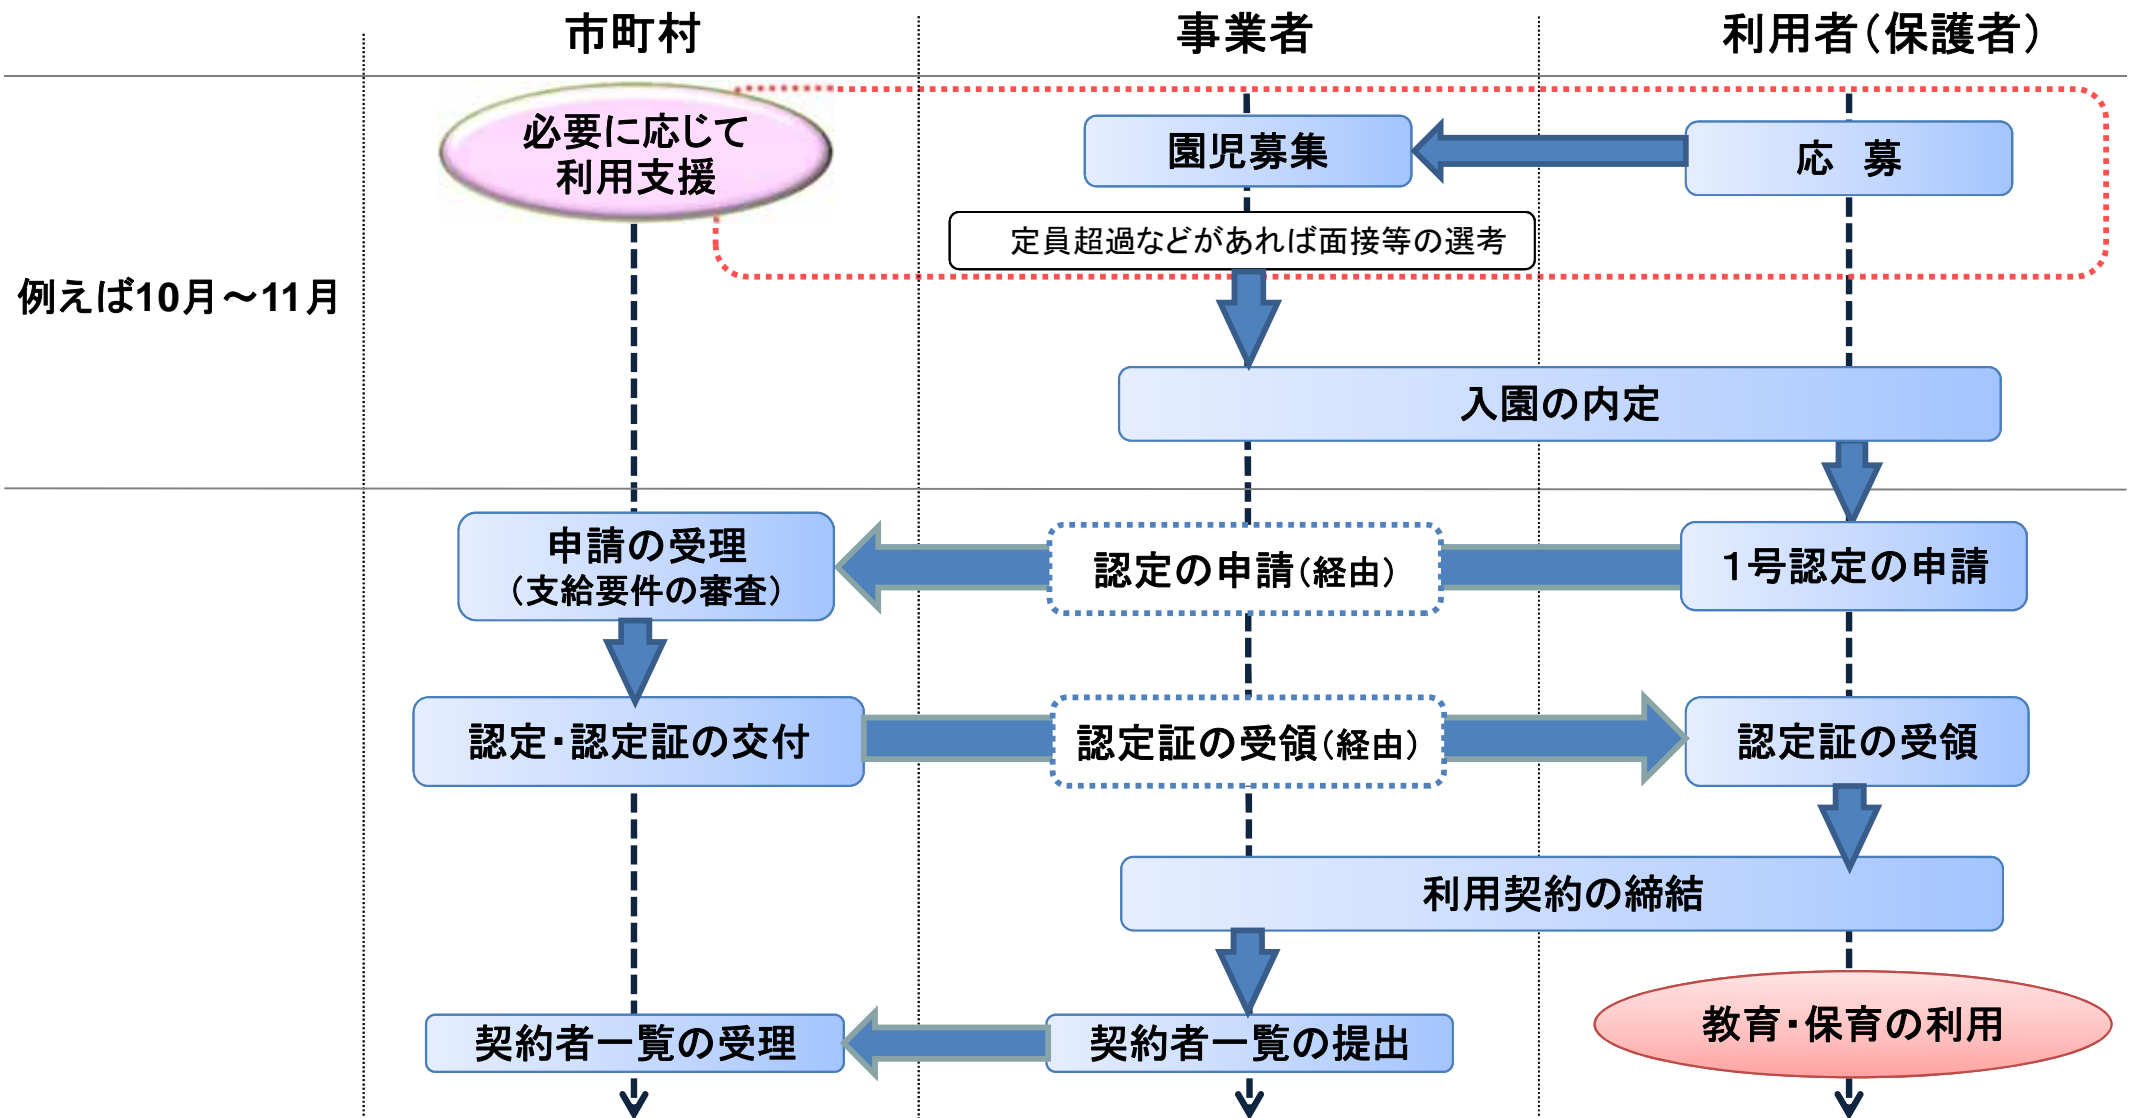 市町村
事業者
利用者（保護者）
必要に応じて
利用支援
園児募集
応　募
定員超過などがあれば面接等の選考
例えば10月～11月
入園の内定
申請の受理
（支給要件の審査）
認定の申請（経由）
１号認定の申請
認定・認定証の交付
認定証の受領（経由）
認定証の受領
利用契約の締結
契約者一覧の受理
契約者一覧の提出
教育・保育の利用